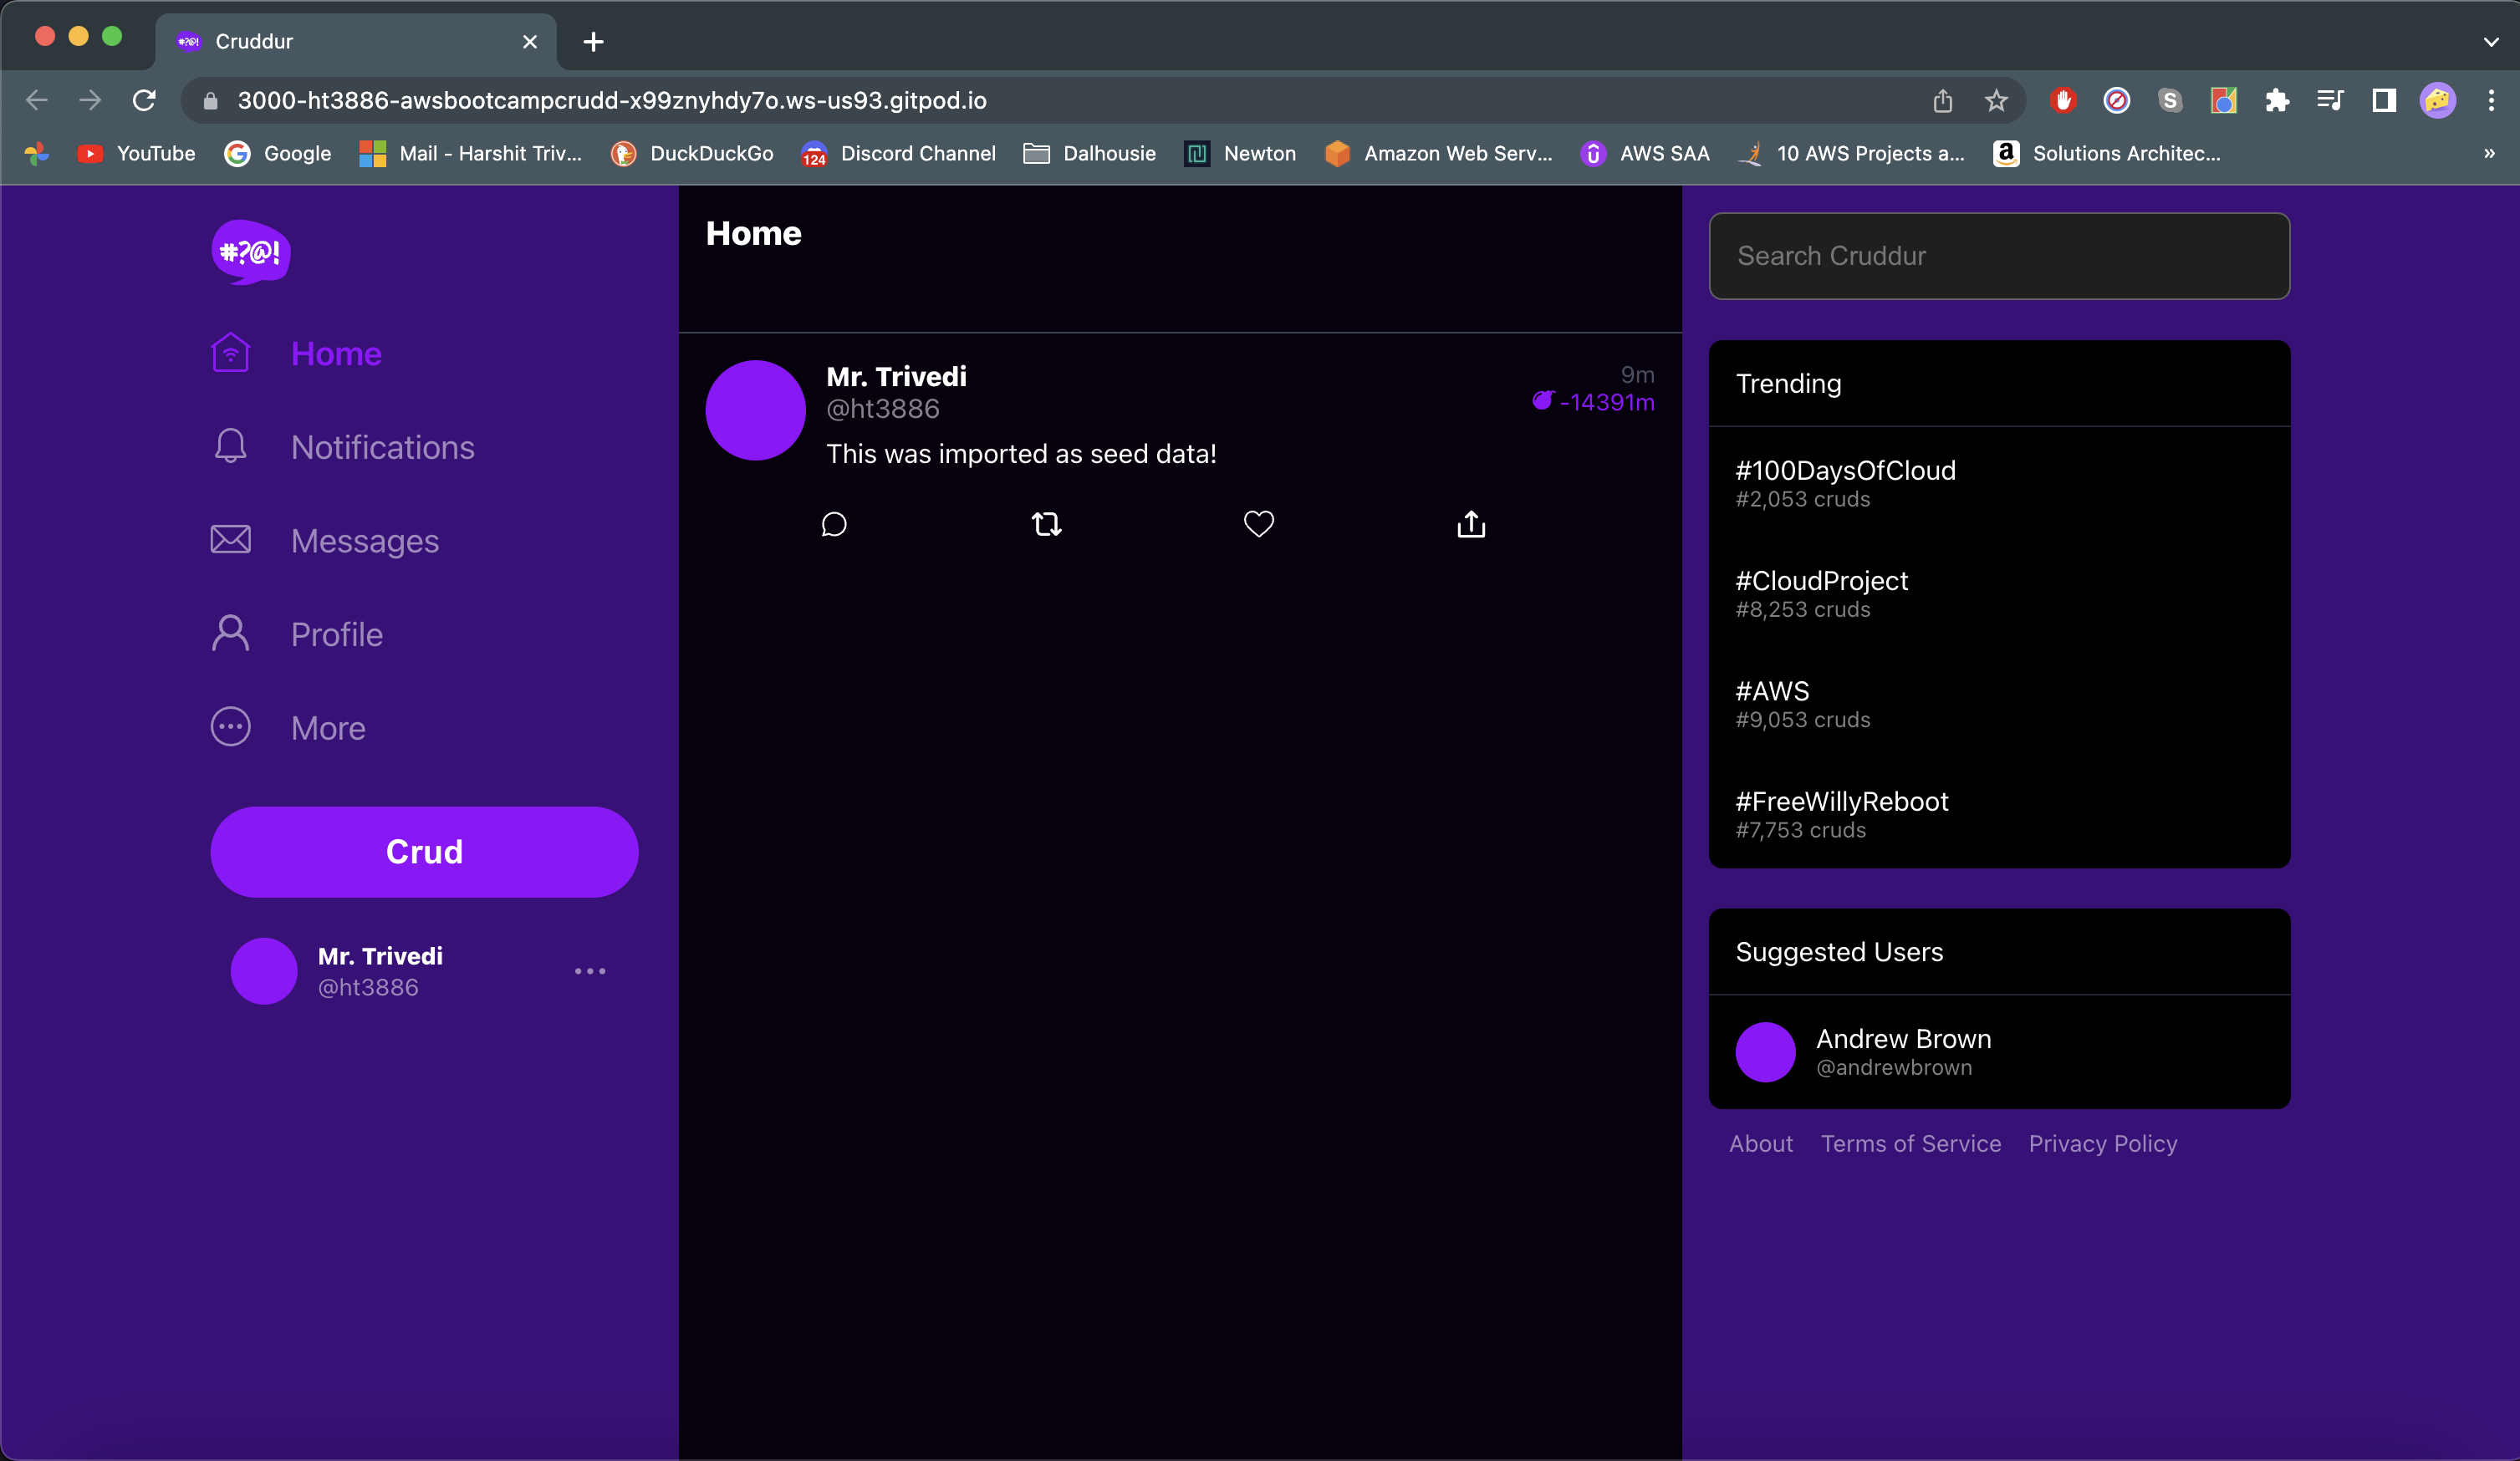 Cruddur
3000-ht3886-awsbootcampcrudd-x99znyhdy7o.ws-us93.gitpod.io
YouTube Google Mail - Harshit Triv... DuckDuckGo 124 Discord Channel Dalhousie Newton Amazon Web Serv... AWS SAA 10 AWS Projects a... Solutions Architec... »
#?@!
Home
Notifications
Messages
Profile
More
Crud
Mr. Trivedi
@ht3886
Home
Mr. Trivedi
@ht3886
9m
-14391m
This was imported as seed data!
Search Cruddur
Trending
#100DaysOfCloud
#2,053 cruds
#CloudProject
#8,253 cruds
#AWS
#9,053 cruds
#FreeWillyReboot
#7,753 cruds
Suggested Users
Andrew Brown
@andrewbrown
About Terms of Service Privacy Policy